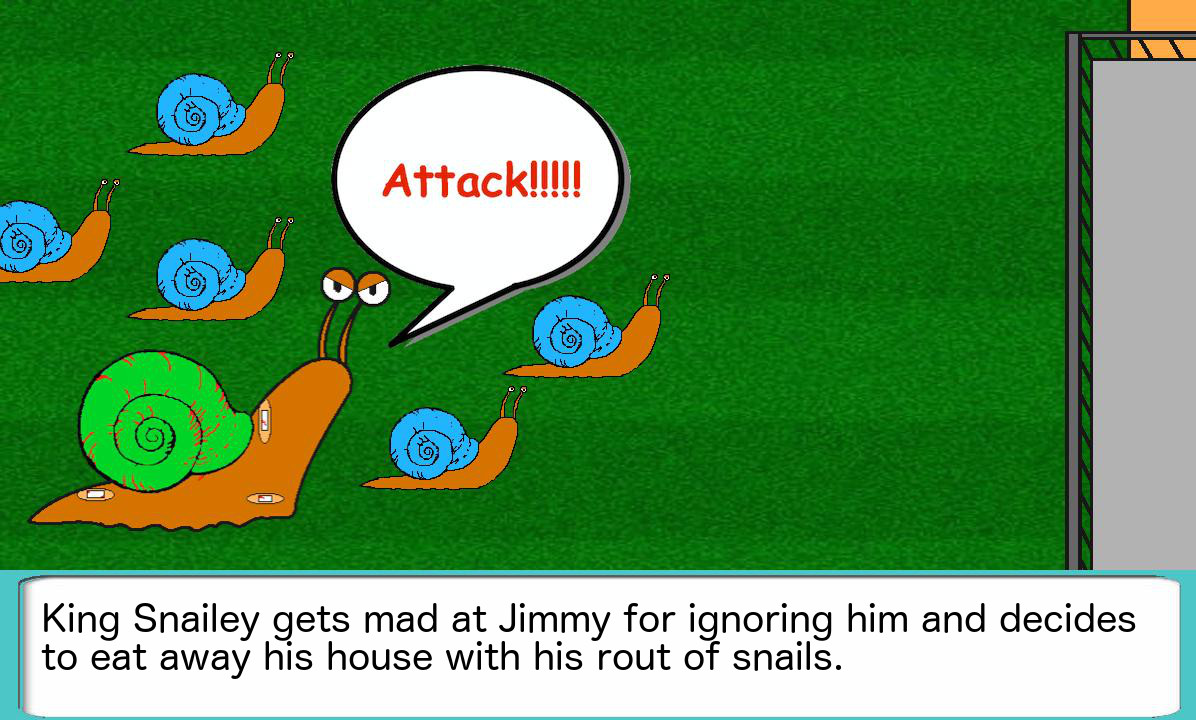 Attack!!!!!
King Snailey gets mad at Jimmy for ignoring him and decides
to eat away his house with his rout of snails.